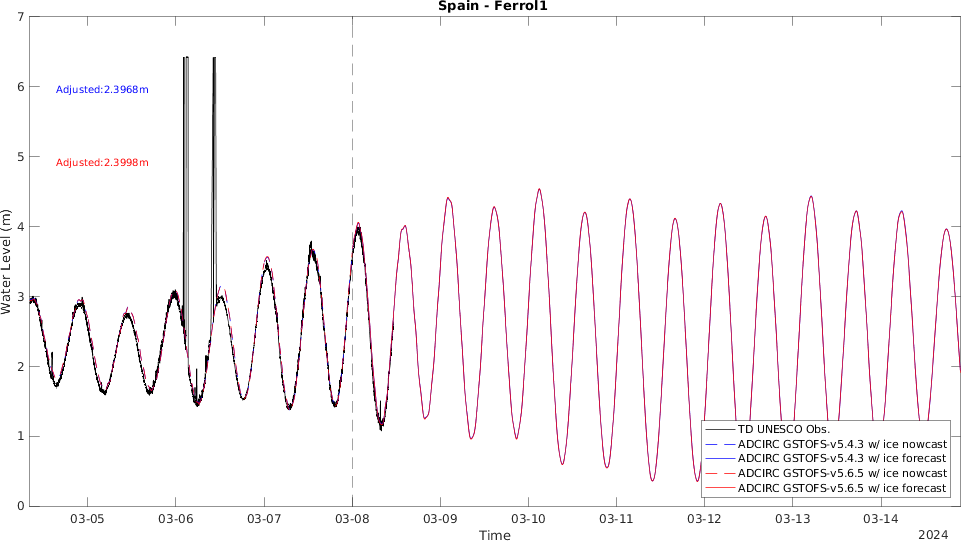 Spain - Ferrol1
7
6
5
4
3
2
1
0
Water Level (m)
Adjusted:2.3968m
Adjusted:2.3998m
TD UNESCO Obs.
ADCIRC GSTOFS-v5.4.3 w/ ice nowcast
ADCIRC GSTOFS-v5.4.3 w/ ice forecast
ADCIRC GSTOFS-v5.6.5 w/ ice nowcast
ADCIRC GSTOFS-v5.6.5 w/ ice forecast
03-05 03-06 03-07 03-08 03-09 03-10 03-11 03-12 03-13 03-14
Time
2024